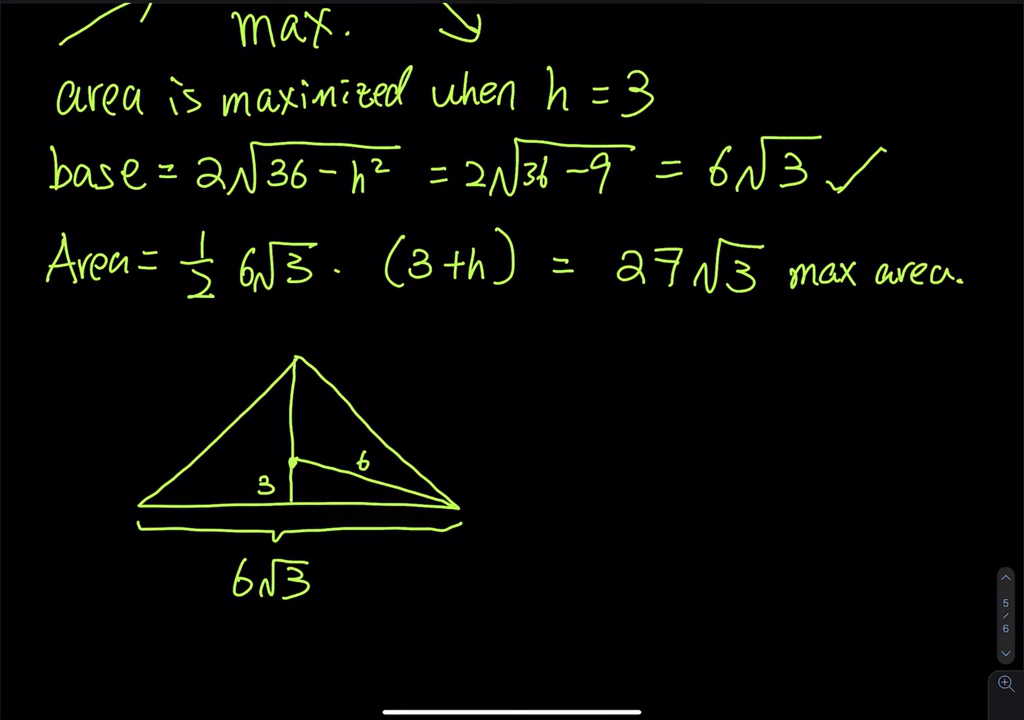 max.
area is maximized when h = 3
base = 2√(36 - h²) = 2√(36 - 9) = 6√3 ✓
Area = 1/2 6√3 · (3+h) = 27√3 max area.
6
3
6√3
5
/
6